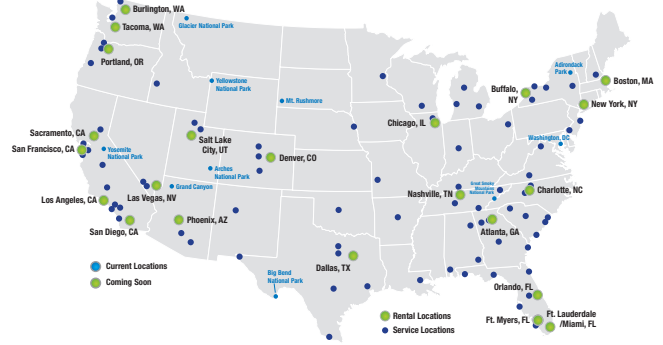 Burlington, WA
Tacoma, WA
Glacier National Park
Portland, OR
Yellowstone
National Park
Mt. Rushmore
Adirondack
Park
Boston, MA
Buffalo,
NY
New York, NY
Chicago, IL
Washington, DC
Sacramento, CA
San Francisco, CA
Yosemite
National Park
Salt Lake
City, UT
Denver, CO
Arches
National Park
Las Vegas, NV
Grand Canyon
Los Angeles, CA
San Diego, CA
Phoenix, AZ
Nashville, TN
Great Smoky
Mountains
National Park
Charlotte, NC
Atlanta, GA
Dallas, TX
Big Bend
National Park
Orlando, FL
Ft. Myers, FL
Ft. Lauderdale
/Miami, FL
Current Locations
Coming Soon
Rental Locations
Service Locations